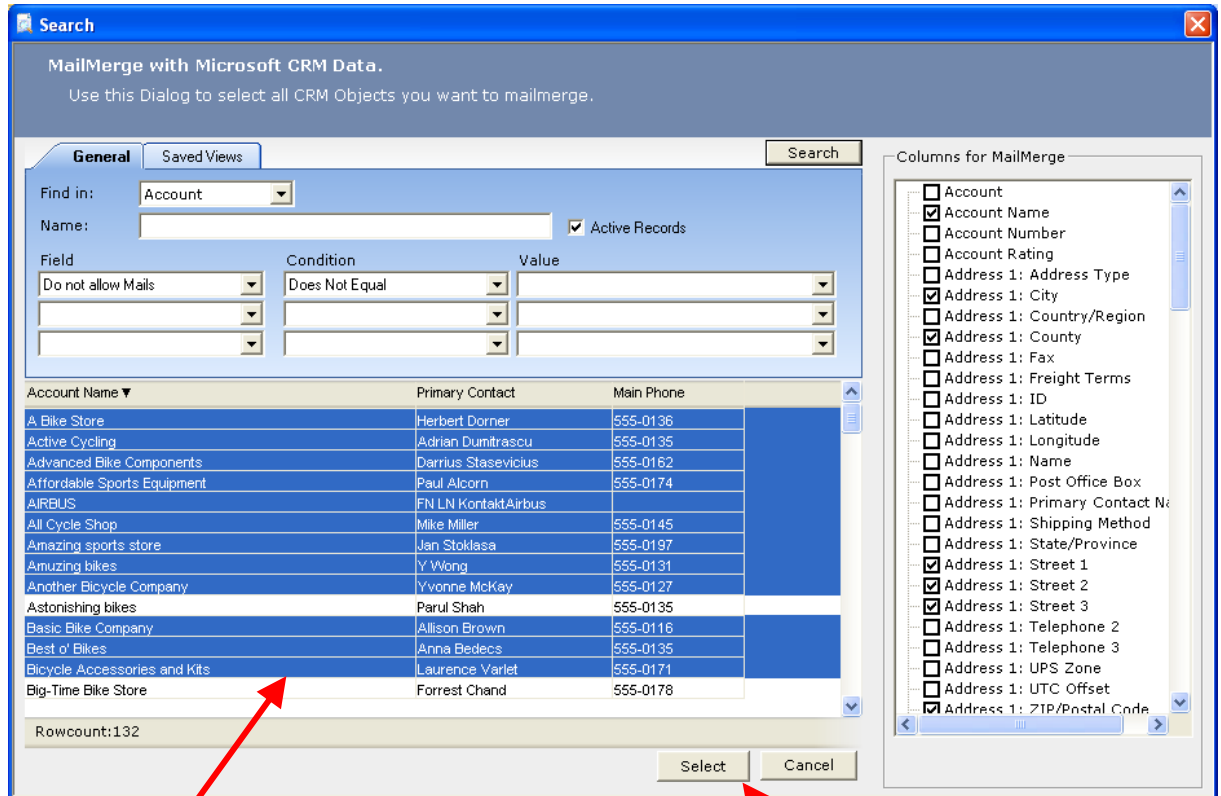 Search
MailMerge with Microsoft CRM Data.
Use this Dialog to select all CRM Objects you want to mailmerge.
General Saved Views Search
Find in: Account
Name: Active Records
Field Condition Value
Do not allow Mails Does Not Equal
Account Name Primary Contact Main Phone
A Bike Store Herbert Dorner 555-0136
Active Cycling Adrian Dumitrascu 555-0135
Advanced Bike Components Darrius Stasevicius 555-0162
Affordable Sports Equipment Paul Alcorn 555-0174
AIRBUS FN LN KontaktAirbus
All Cycle Shop Mike Miller 555-0145
Amazing sports store Jan Stoklasa 555-0197
Amuzing bikes Y Wong 555-0131
Another Bicycle Company Yvonne McKay 555-0127
Astonishing bikes Parul Shah 555-0135
Basic Bike Company Allison Brown 555-0116
Best o' Bikes Anna Bedecs 555-0135
Bicycle Accessories and Kits Laurence Varlet 555-0171
Big-Time Bike Store Forrest Chand 555-0178
Rowcount:132
Select Cancel
Columns for MailMerge
Account
Account Name
Account Number
Account Rating
Address 1: Address Type
Address 1: City
Address 1: Country/Region
Address 1: County
Address 1: Fax
Address 1: Freight Terms
Address 1: ID
Address 1: Latitude
Address 1: Longitude
Address 1: Name
Address 1: Post Office Box
Address 1: Primary Contact Na
Address 1: Shipping Method
Address 1: State/Province
Address 1: Street 1
Address 1: Street 2
Address 1: Street 3
Address 1: Telephone 2
Address 1: Telephone 3
Address 1: UPS Zone
Address 1: UTC Offset
Address 1: ZIP/Postal Code